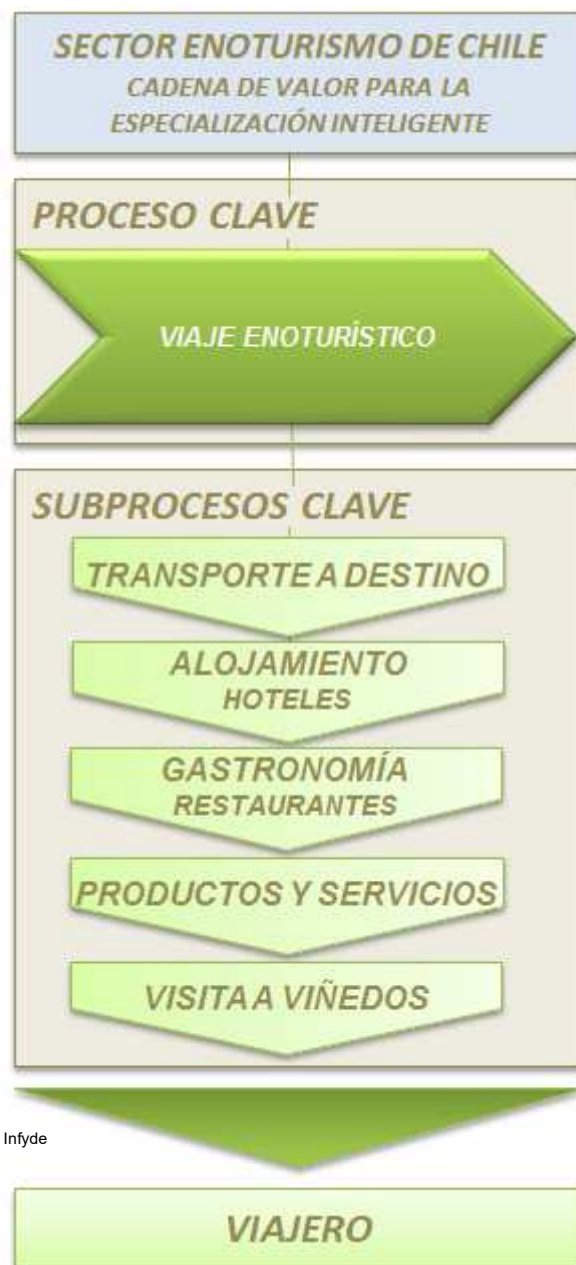 SECTOR ENOTURISMO DE CHILE
CADENA DE VALOR PARA LA
ESPECIALIZACIÓN INTELIGENTE
PROCESO CLAVE
VIAJE ENOTURÍSTICO
SUBPROCESOS CLAVE
TRANSPORTE A DESTINO
ALOJAMIENTO
HOTELES
GASTRONOMÍA
RESTAURANTES
PRODUCTOS Y SERVICIOS
VISITA A VIÑEDOS
Infyde
VIAJERO